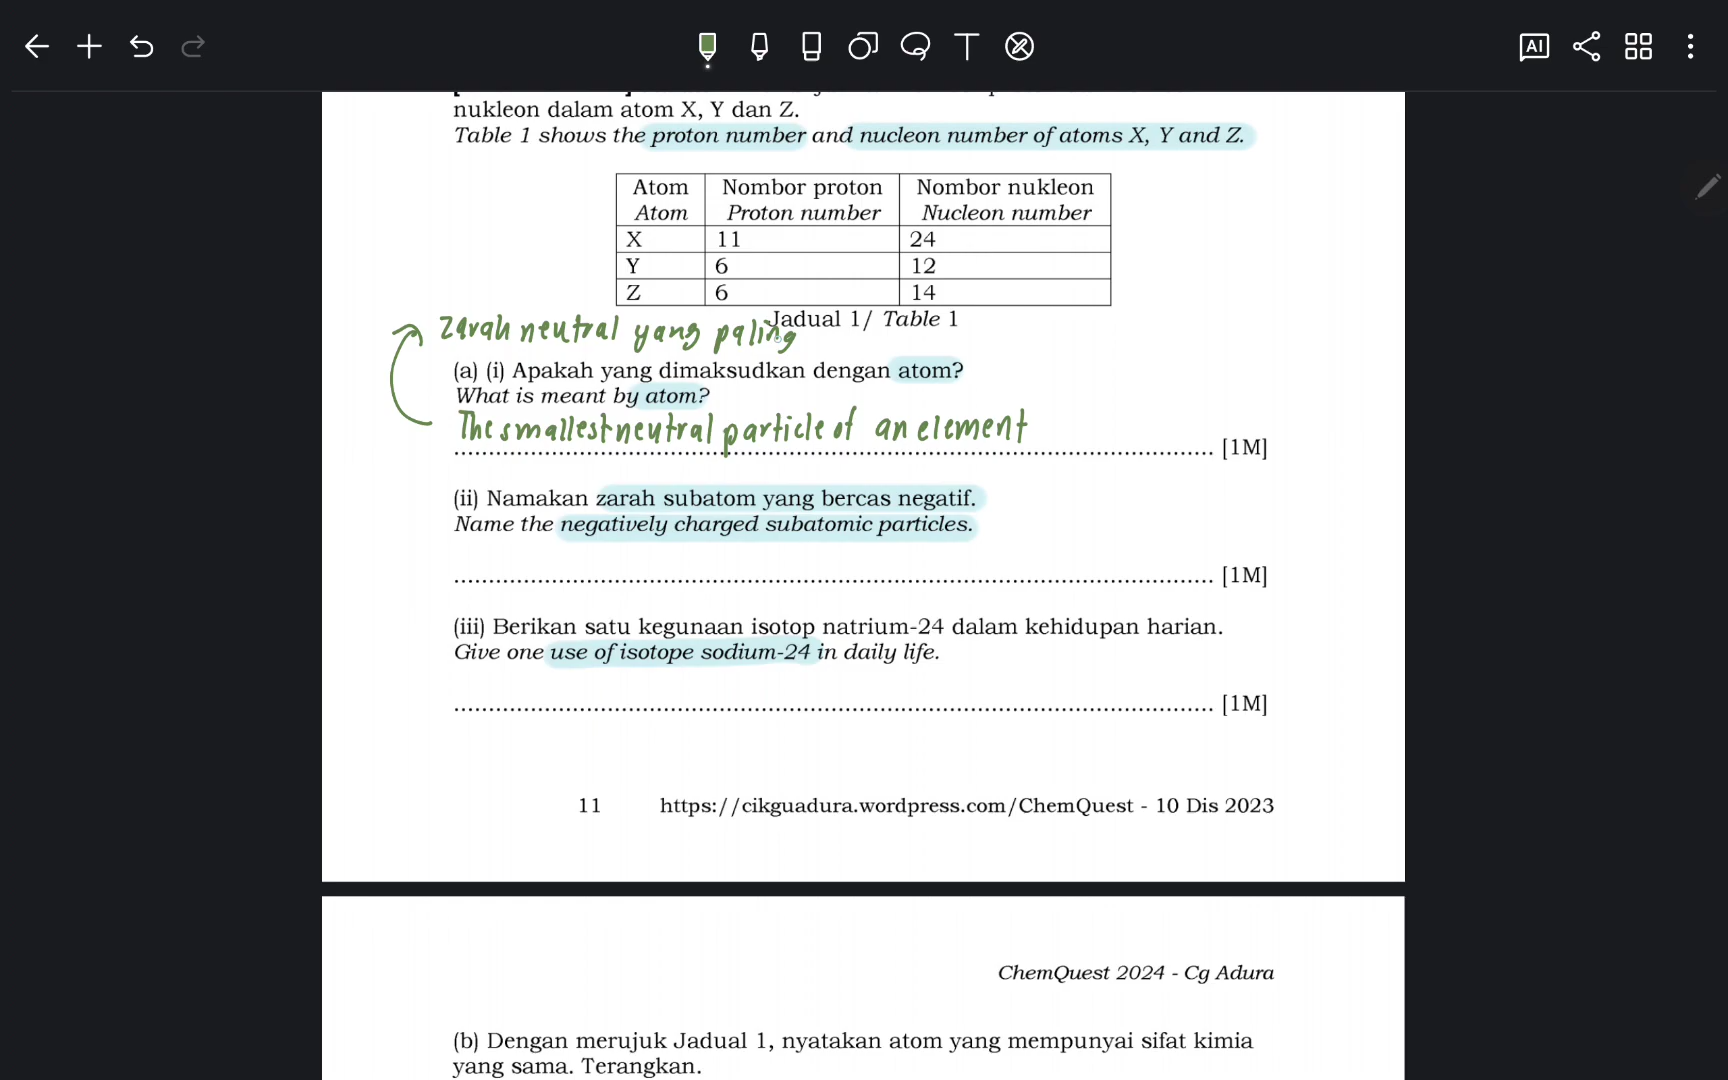 AI
nukleon dalam atom X, Y dan Z.
Table 1 shows the proton number and nucleon number of atoms X, Y and Z.
Atom Nombor proton Nombor nukleon
Atom Proton number Nucleon number
X 11 24
Y 6 12
Z 6 14
Jadual 1/ Table 1
Zarah neutral yang paling
(a) (i) Apakah yang dimaksudkan dengan atom?
What is meant by atom?
The smallest neutral particle of an element
[1M]
(ii) Namakan zarah subatom yang bercas negatif.
Name the negatively charged subatomic particles.
[1M]
(iii) Berikan satu kegunaan isotop natrium-24 dalam kehidupan harian.
Give one use of isotope sodium-24 in daily life.
[1M]
11 https://cikguadura.wordpress.com/ChemQuest - 10 Dis 2023
ChemQuest 2024 - Cg Adura
(b) Dengan merujuk Jadual 1, nyatakan atom yang mempunyai sifat kimia
yang sama. Terangkan.